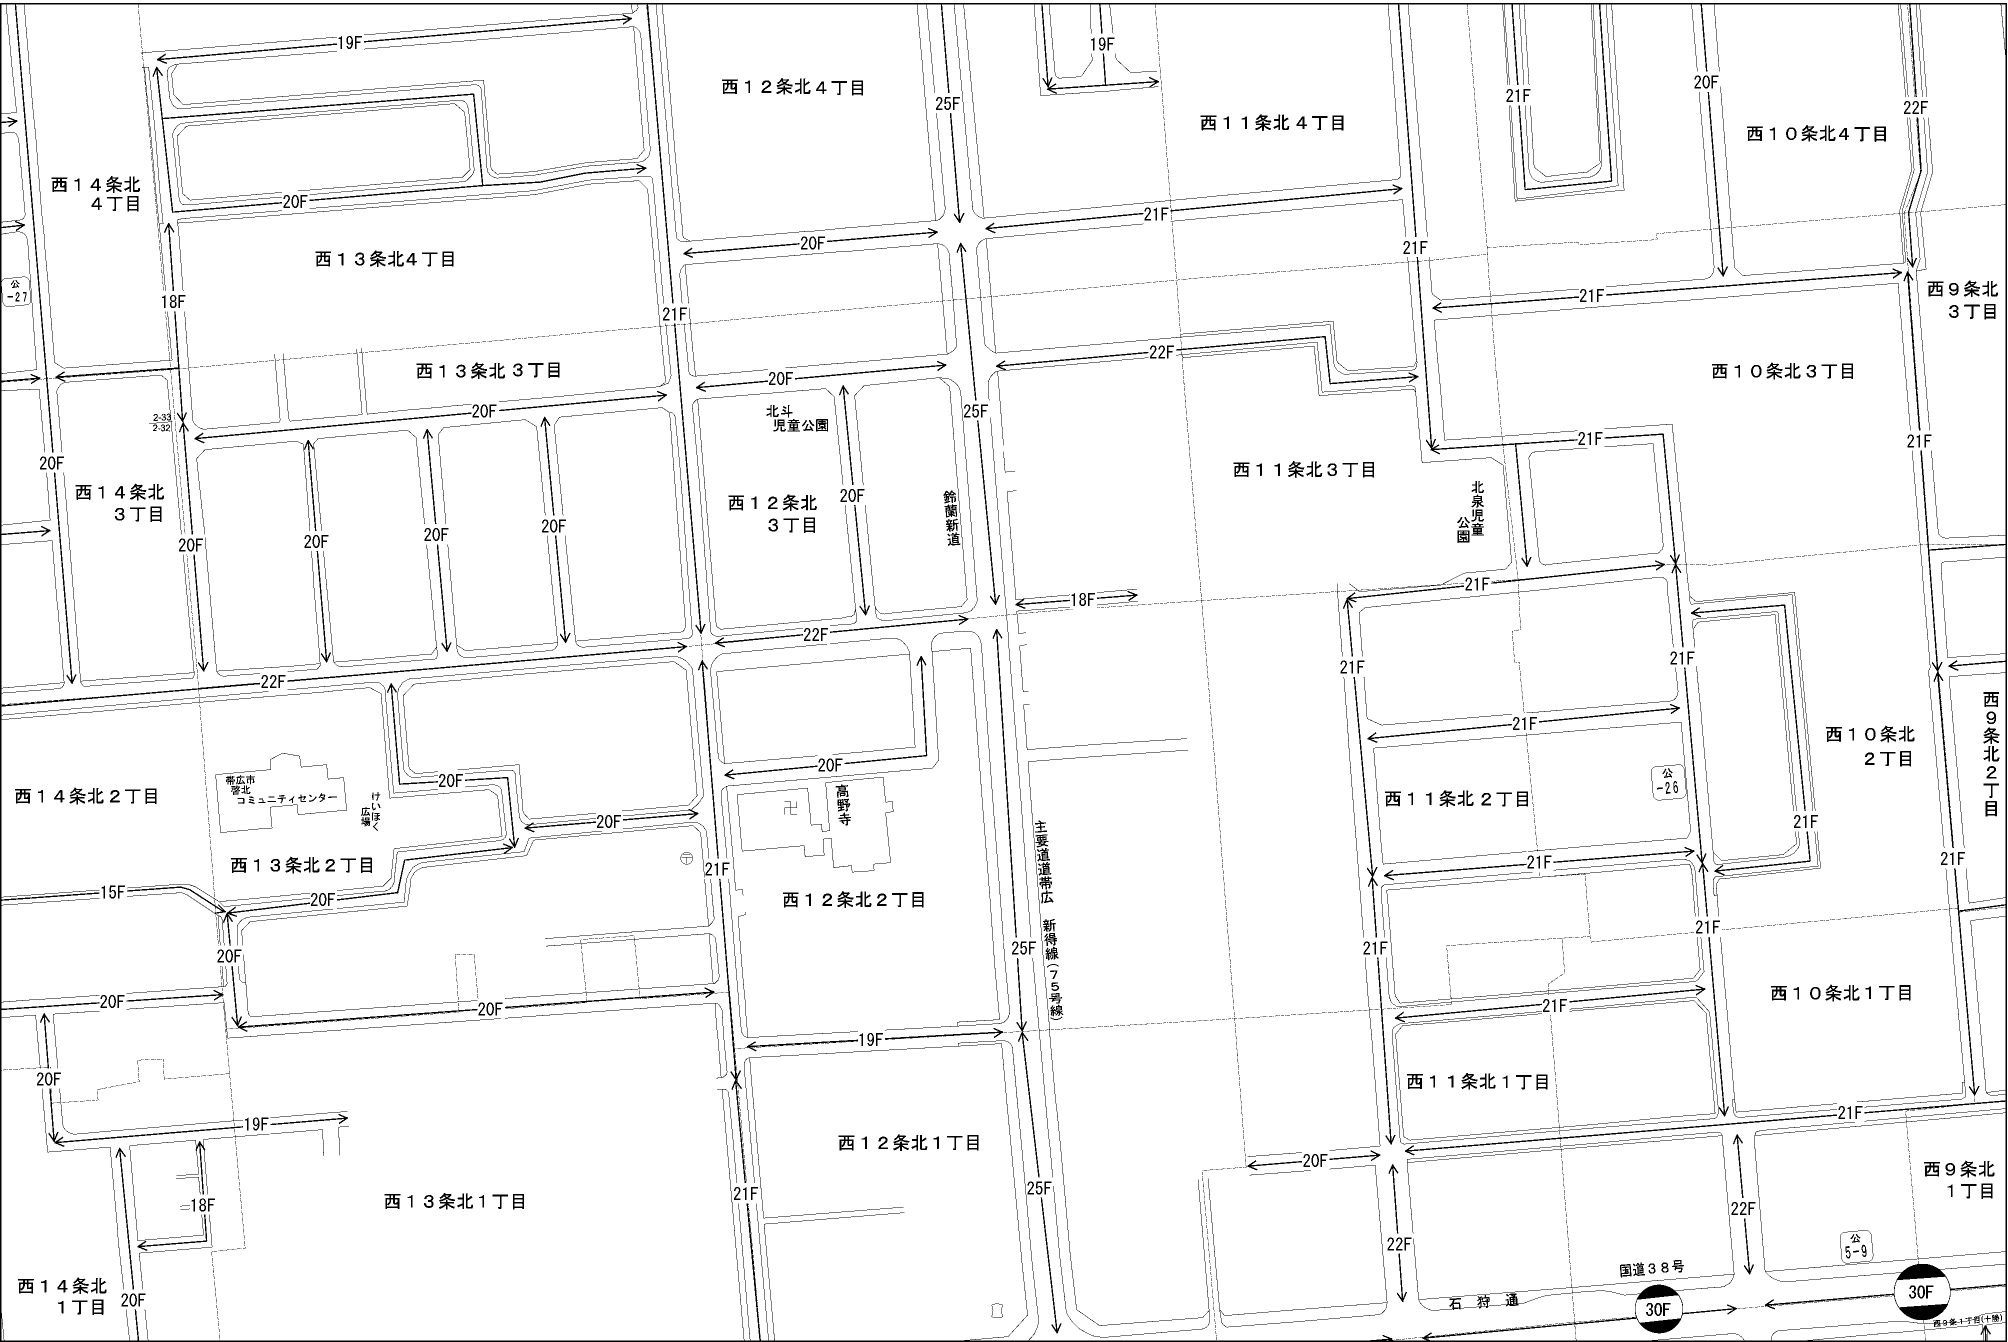 19F
19F
西１２条北４丁目
25F
21F
20F
22F
西１１条北４丁目
西１０条北４丁目
西１４条北
４丁目
20F
21F
20F
西１３条北４丁目
21F
公
-27
18F
21F
21F
西９条北
３丁目
22F
西１３条北３丁目
20F
西１０条北３丁目
20F
25F
北斗
児童公園
2-33
2-32
21F
21F
20F
西１１条北３丁目
西１４条北
３丁目
20F
西１２条北
３丁目
鈴蘭新道
北泉児童
公園
20F
20F
20F
20F
21F
18F
22F
21F
21F
22F
西９条北２丁目
21F
西１０条北
２丁目
20F
20F
帯広市
啓北
コミュニティセンター
けいほく
広場
高野寺
公
-26
西１４条北２丁目
西１１条北２丁目
20F
21F
主要道道帯広　新得線(７５号線)
西１３条北２丁目
21F
21F
21F
15F
20F
西１２条北２丁目
20F
25F
21F
21F
西１０条北１丁目
20F
20F
21F
19F
20F
西１１条北１丁目
21F
19F
西１２条北１丁目
20F
西９条北
１丁目
西１３条北１丁目
18F
21F
25F
22F
22F
公
5-9
西１４条北
１丁目
20F
国道３８号
石狩通
30F
30F
西９条１丁目(十勝)